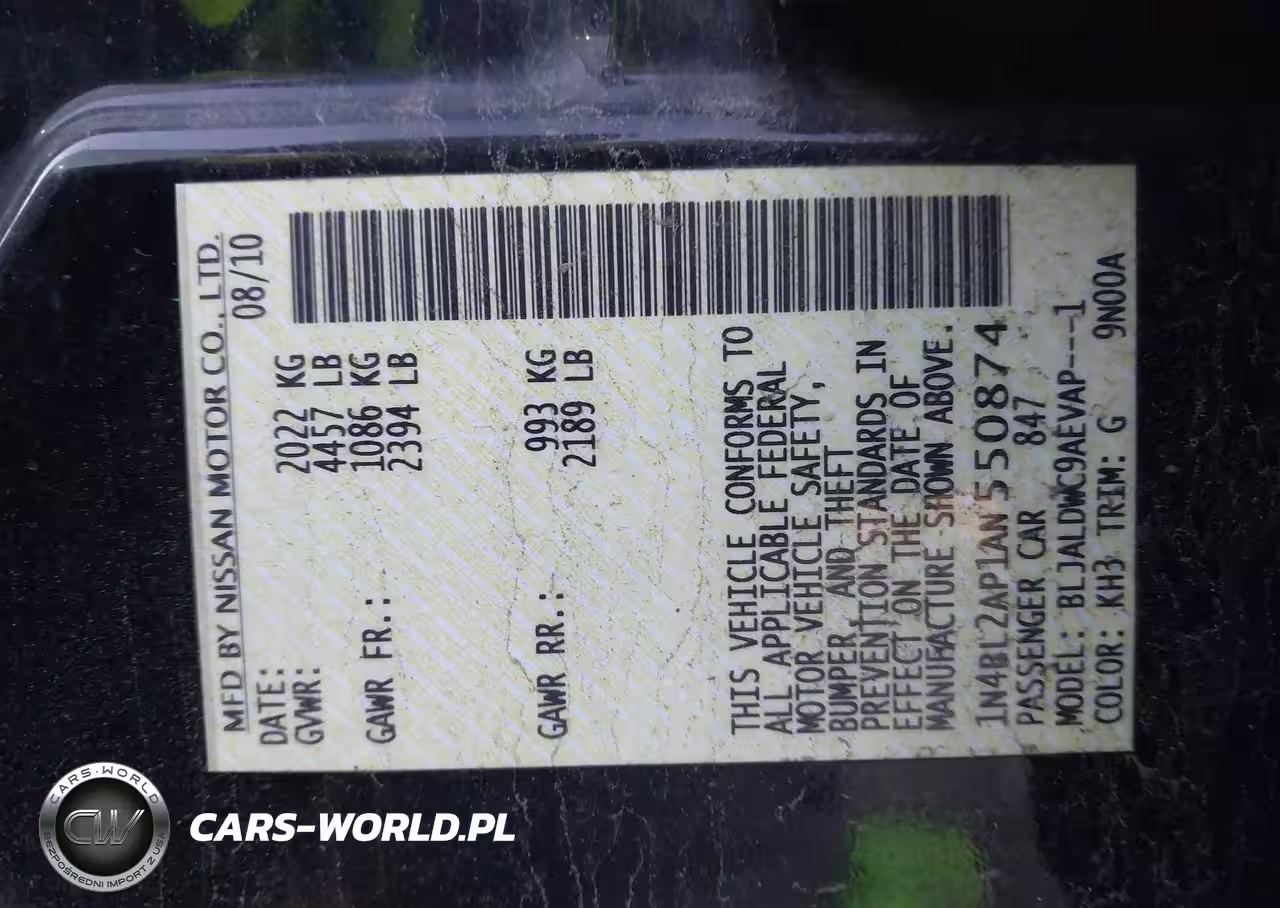 MFD BY NISSAN MOTOR CO., LTD.
DATE: 08/10
GVWR: 2022 KG
4457 LB
GAWR FR.: 1086 KG
2394 LB
GAWR RR.: 993 KG
2189 LB
THIS VEHICLE CONFORMS TO
ALL APPLICABLE FEDERAL
MOTOR VEHICLE SAFETY,
BUMPER, AND THEFT
PREVENTION STANDARDS IN
EFFECT ON THE DATE OF
MANUFACTURE SHOWN ABOVE.
1N4BL2AP1AN550874
PASSENGER CAR 847
MODEL: BLJALDWC9AEVAP---1
COLOR: KH3 TRIM: G 9N00A
CARS-WORLD
CW
BEZPOŚREDNI IMPORT Z USA
CARS-WORLD.PL